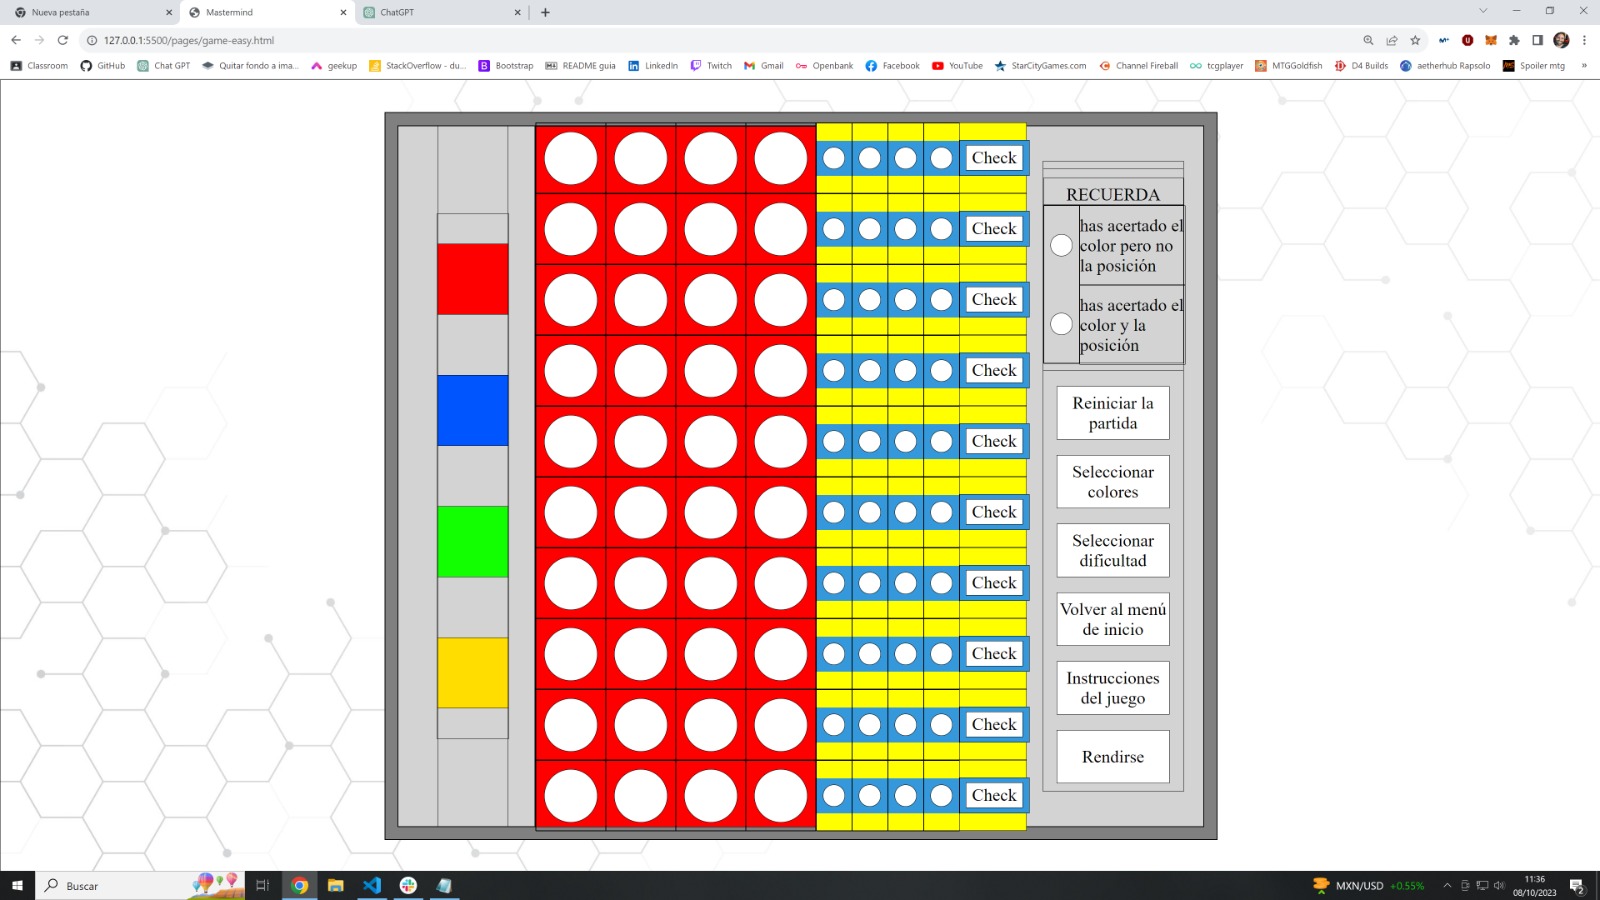 Nueva pestaña
Mastermind
ChatGPT
127.0.0.1:5500/pages/game-easy.html
Classroom GitHub Chat GPT Quitar fondo a ima... geekup StackOverflow - du... Bootstrap README guia LinkedIn Twitch Gmail Openbank Facebook YouTube StarCityGames.com Channel Fireball tcgplayer MTGGoldfish D4 Builds aetherhub Rapsolo Spoiler mtg »
Check
Check
Check
Check
Check
Check
Check
Check
Check
Check
RECUERDA
has acertado el
color pero no
la posición
has acertado el
color y la
posición
Reiniciar la
partida
Seleccionar
colores
Seleccionar
dificultad
Volver al menú
de inicio
Instrucciones
del juego
Rendirse
Buscar
MXN/USD +0.55%
11:36
08/10/2023
2